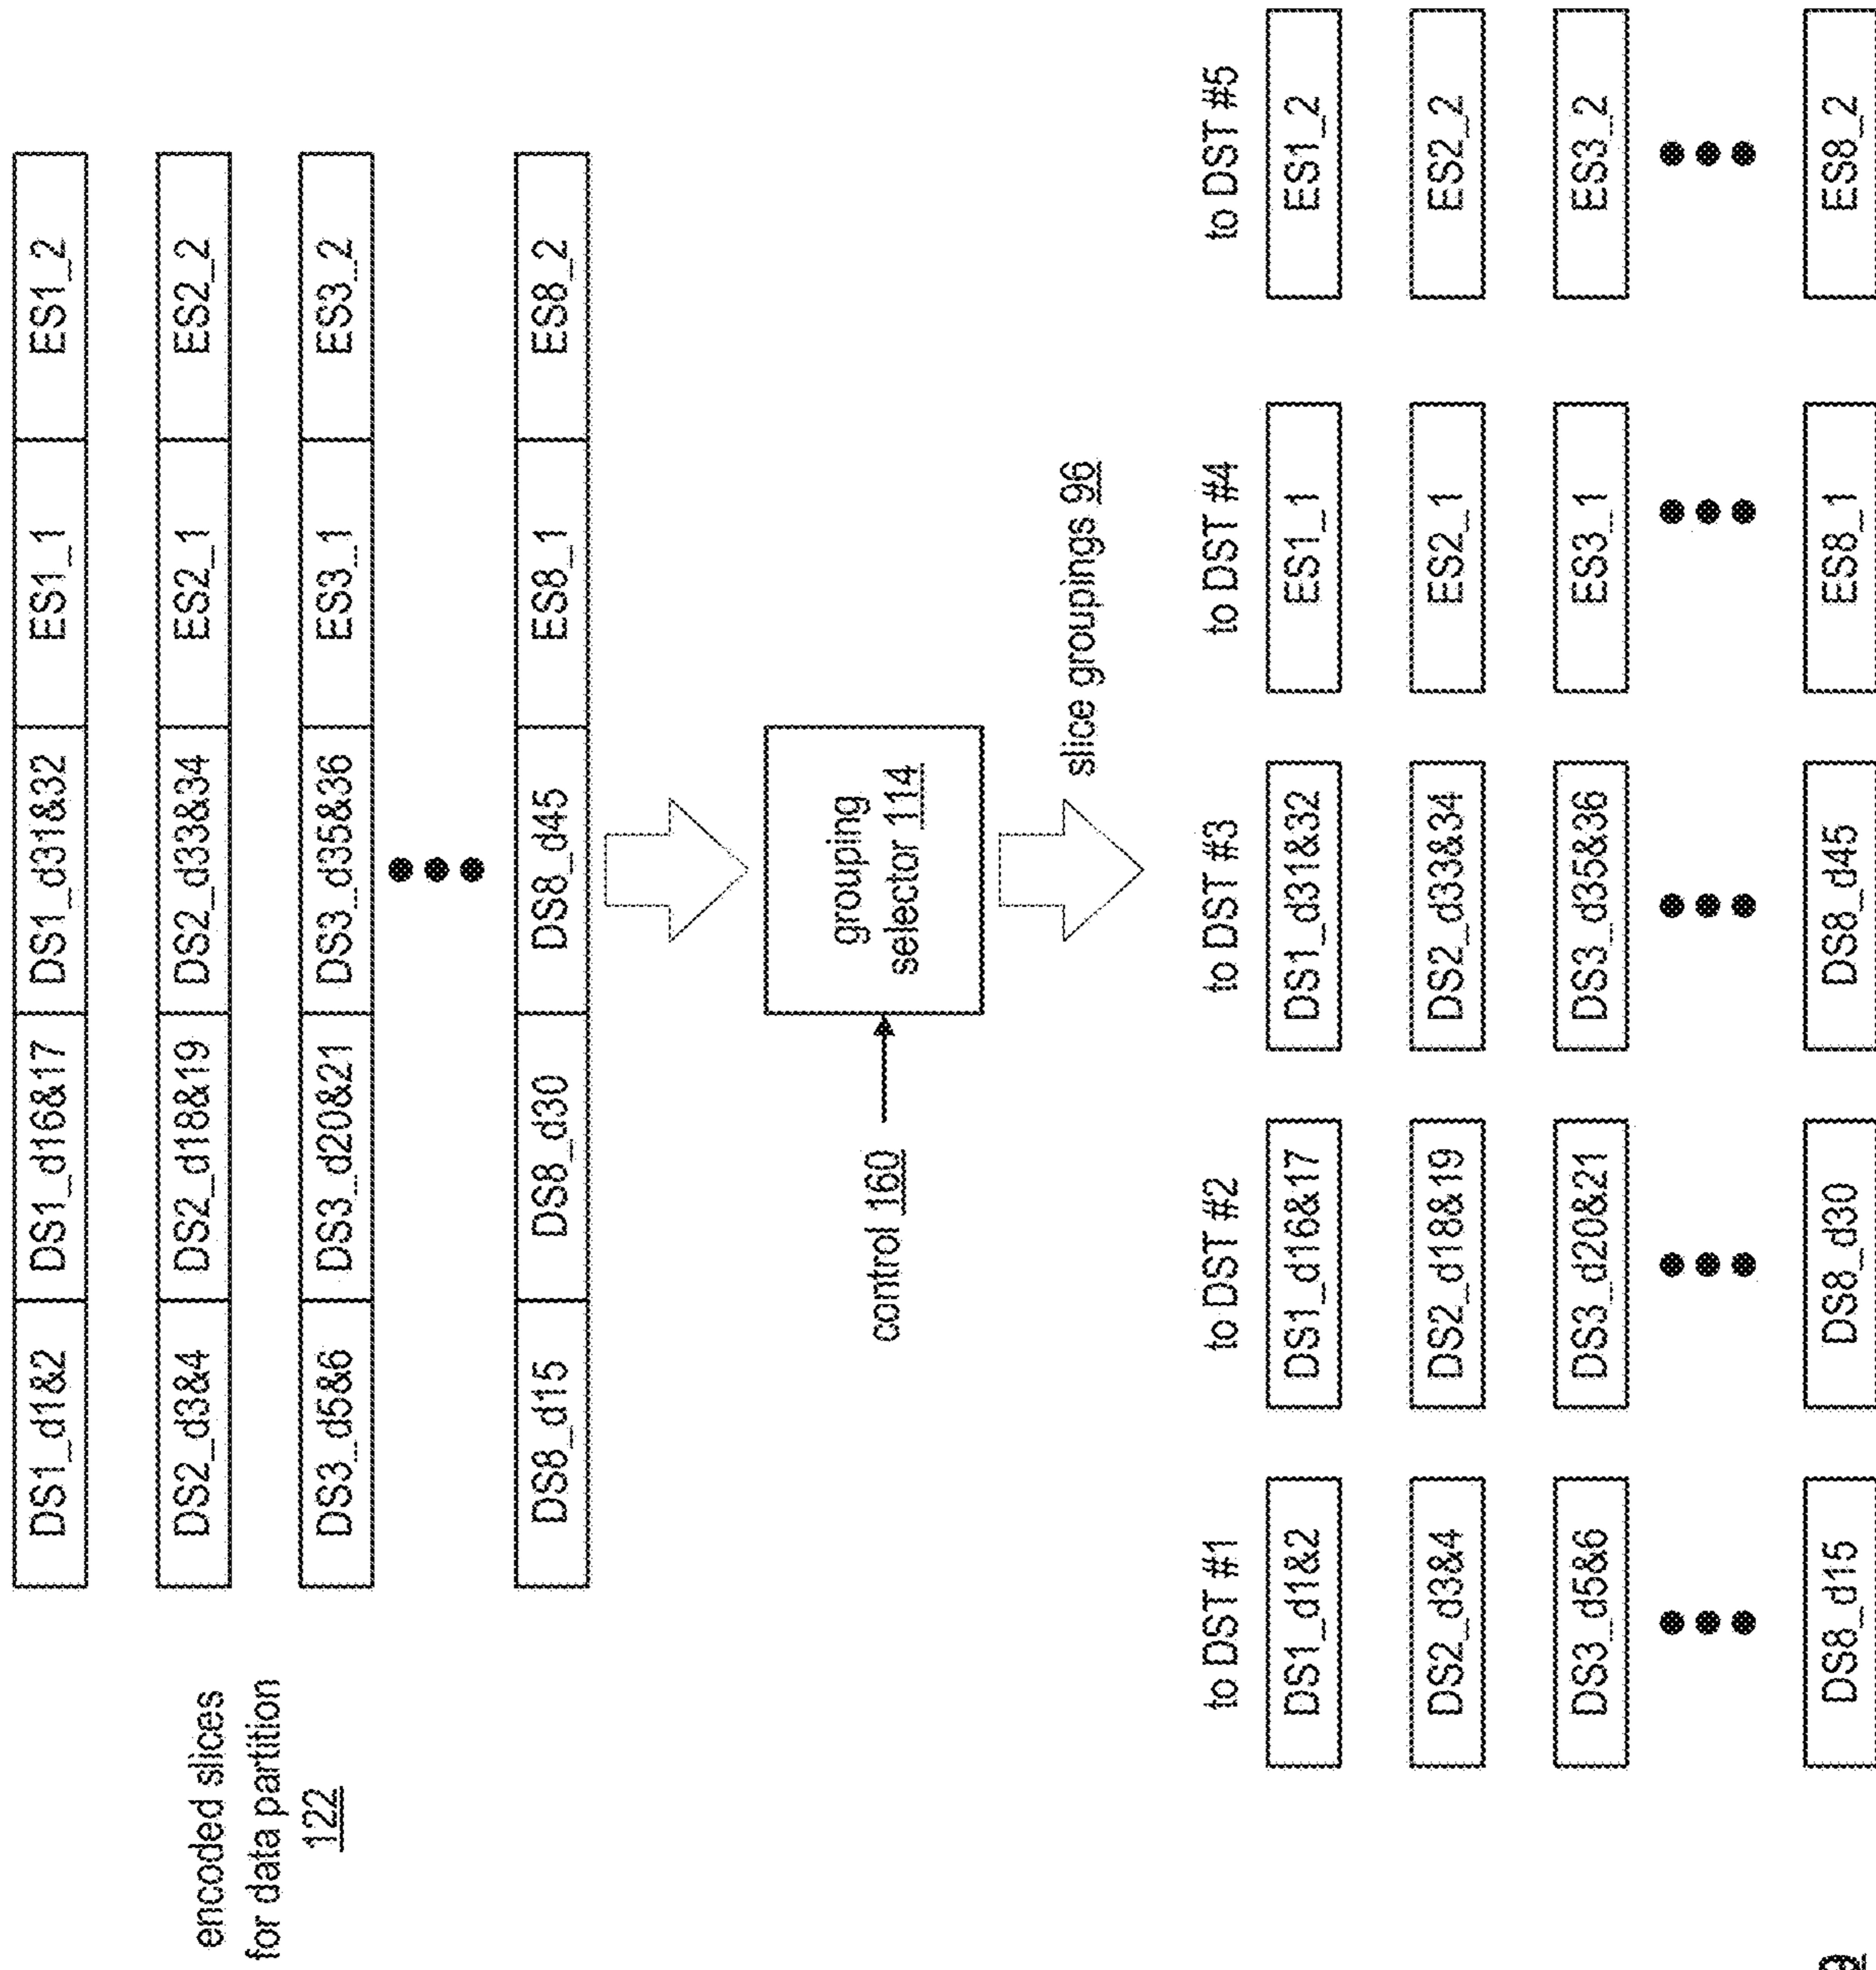 DS1_d1&2 DS1_d16&17 DS1_d31&32 ES1_1 ES1_2
encoded slices
for data partition
122
DS2_d3&4 DS2_d18&19 DS2_d33&34 ES2_1 ES2_2
DS3_d5&6 DS3_d20&21 DS3_d35&36 ES3_1 ES3_2
DS8_d15 DS8_d30 DS8_d45 ES8_1 ES8_2
control 160
grouping
selector 114
slice groupings 96
to DST #1 to DST #2 to DST #3 to DST #4 to DST #5
DS1_d1&2 DS1_d16&17 DS1_d31&32 ES1_1 ES1_2
DS2_d3&4 DS2_d18&19 DS2_d33&34 ES2_1 ES2_2
DS3_d5&6 DS3_d20&21 DS3_d35&36 ES3_1 ES3_2
DS8_d15 DS8_d30 DS8_d45 ES8_1 ES8_2